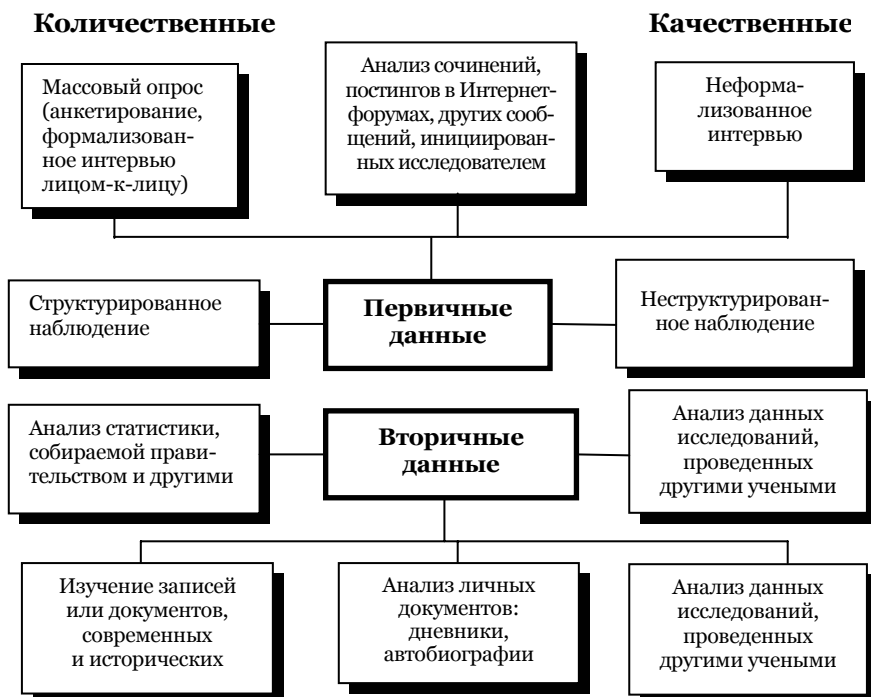 Количественные
Качественные
Массовый опрос
(анкетирование,
формализован-
ное интервью
лицом-к-лицу)
Анализ сочинений,
постингов в Интернет-
форумах, других сооб-
щений, инициирован-
ных исследователем
Неформа-
лизованное
интервью
Структурированное
наблюдение
Первичные
данные
Неструктурирован-
ное наблюдение
Анализ статистики,
собираемой прави-
тельством и другими
Вторичные
данные
Анализ данных
исследований,
проведенных
другими учеными
Изучение записей
или документов,
современных
и исторических
Анализ личных
документов:
дневники,
автобиографии
Анализ данных
исследований,
проведенных
другими учеными